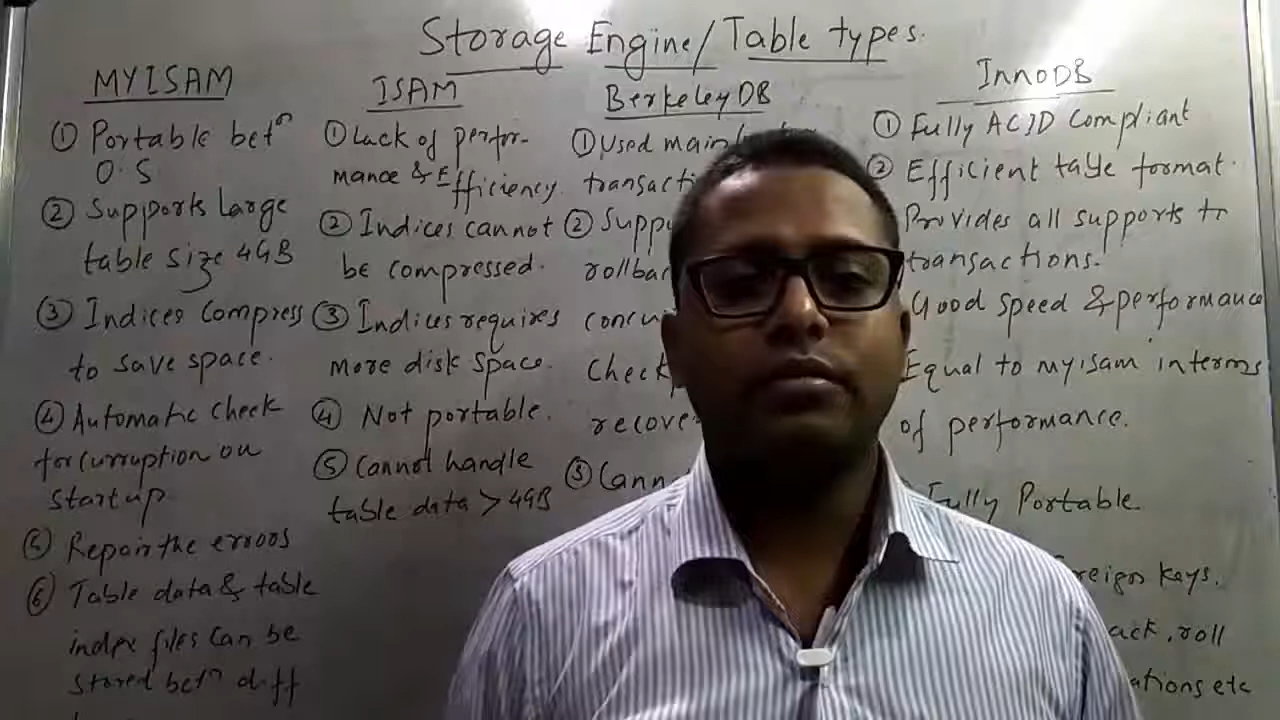 Storage Engine/Table types.
MYISAM
① Portable betⁿ
O.S
② Supports Large
table size 4GB
③ Indices Compress
to save space.
④ Automatic Check
for Curruption on
startup
⑤ Repair the errors
⑥ Table data & table
index files can be
stored betⁿ diff
ISAM
① Lack of perfor-
mance & Efficiency.
② Indices cannot
be compressed.
③ Indices requires
more disk space.
④ Not portable.
⑤ Cannot handle
table data > 4GB
BerkeleyDB
① Used
transacti
② Supp
rollbac
concu
Check
recove
③ Cann
InnoDB
① Fully ACID Compliant
② Efficient table format.
Provides all supports to
transactions.
Good speed & performance
Equal to myisam in terms
of performance.
Fully Portable
reign keys.
ack, roll
ations etc